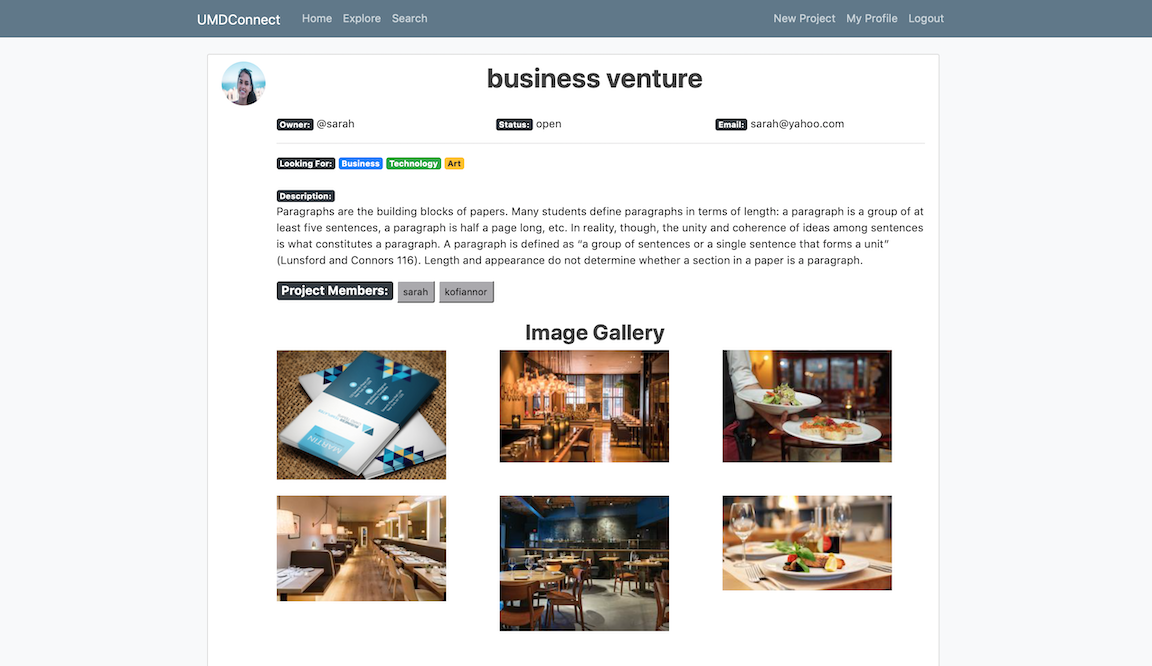 UMDConnect Home Explore Search New Project My Profile Logout
business venture
Owner: @sarah Status: open Email: sarah@yahoo.com
Looking For: Business Technology Art
Description:
Paragraphs are the building blocks of papers. Many students define paragraphs in terms of length: a paragraph is a group of at
least five sentences, a paragraph is half a page long, etc. In reality, though, the unity and coherence of ideas among sentences
is what constitutes a paragraph. A paragraph is defined as “a group of sentences or a single sentence that forms a unit”
(Lunsford and Connors 116). Length and appearance do not determine whether a section in a paper is a paragraph.
Project Members: sarah kofiannor
Image Gallery
MARTIN